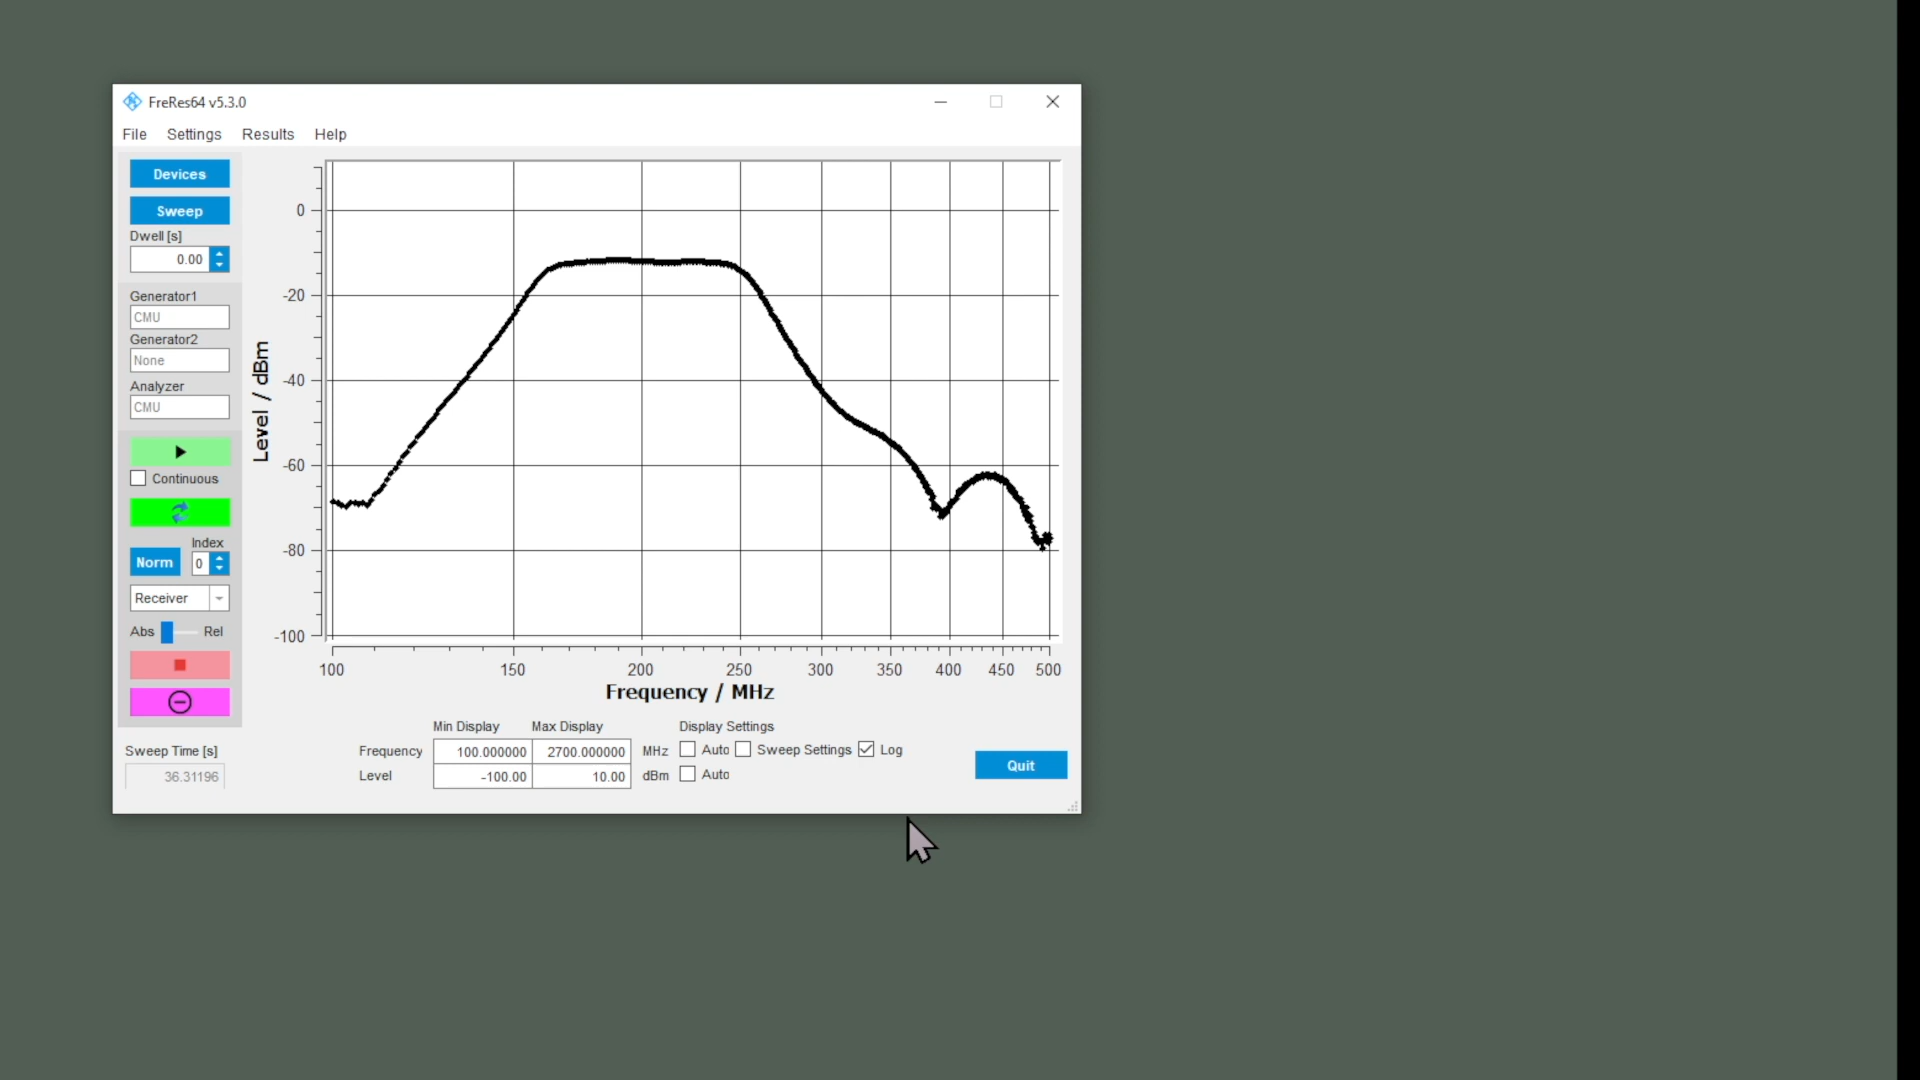 FreRes64 v5.3.0
File Settings Results Help
Devices
Sweep
Dwell [s]
0.00
Generator1
CMU
Generator2
None
Analyzer
CMU
Continuous
Index
Norm 0
Receiver
Abs Rel
Sweep Time [s]
36.31196
Level / dBm
0
-20
-40
-60
-80
-100
100 150 200 250 300 350 400 450 500
Frequency / MHz
Min Display Max Display Display Settings
Frequency 100.000000 2700.000000 MHz Auto Sweep Settings Log
Level -100.00 10.00 dBm Auto
Quit